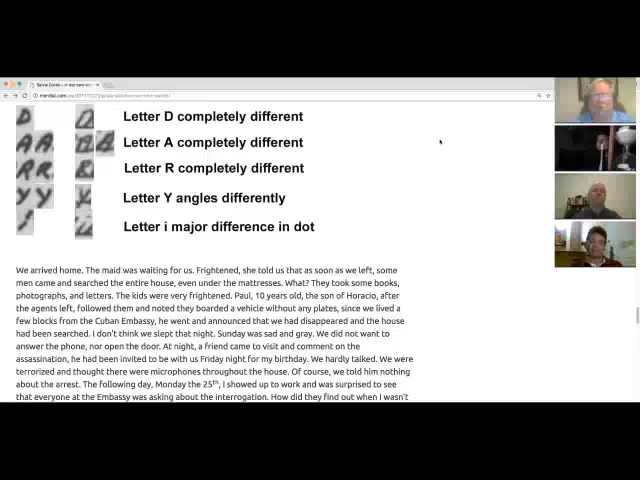 D Letter D completely different
A A Letter A completely different
R R Letter R completely different
Y Y Letter Y angles differently
i Letter i major difference in dot
We arrived home. The maid was waiting for us. Frightened, she told us that as soon as we left, some
men came and searched the entire house, even under the mattresses. What? They took some books,
photographs, and letters. The kids were very frightened. Paul, 10 years old, the son of Horacio, after
the agents left, followed them and noted they boarded a vehicle without any plates, since we lived a
few blocks from the Cuban Embassy, he went and announced that we had disappeared and the house
had been searched. I don't think we slept that night. Sunday was sad and gray. We did not want to
answer the phone, nor open the door. At night, a friend came to visit and comment on the
assassination, he had been invited to be with us Friday night for my birthday. We hardly talked. We were
terrorized and thought there were microphones throughout the house. Of course, we told him nothing
about the arrest. The following day, Monday the 25th, I showed up to work and was surprised to see
that everyone at the Embassy was asking about the interrogation. How did they find out when I wasn't